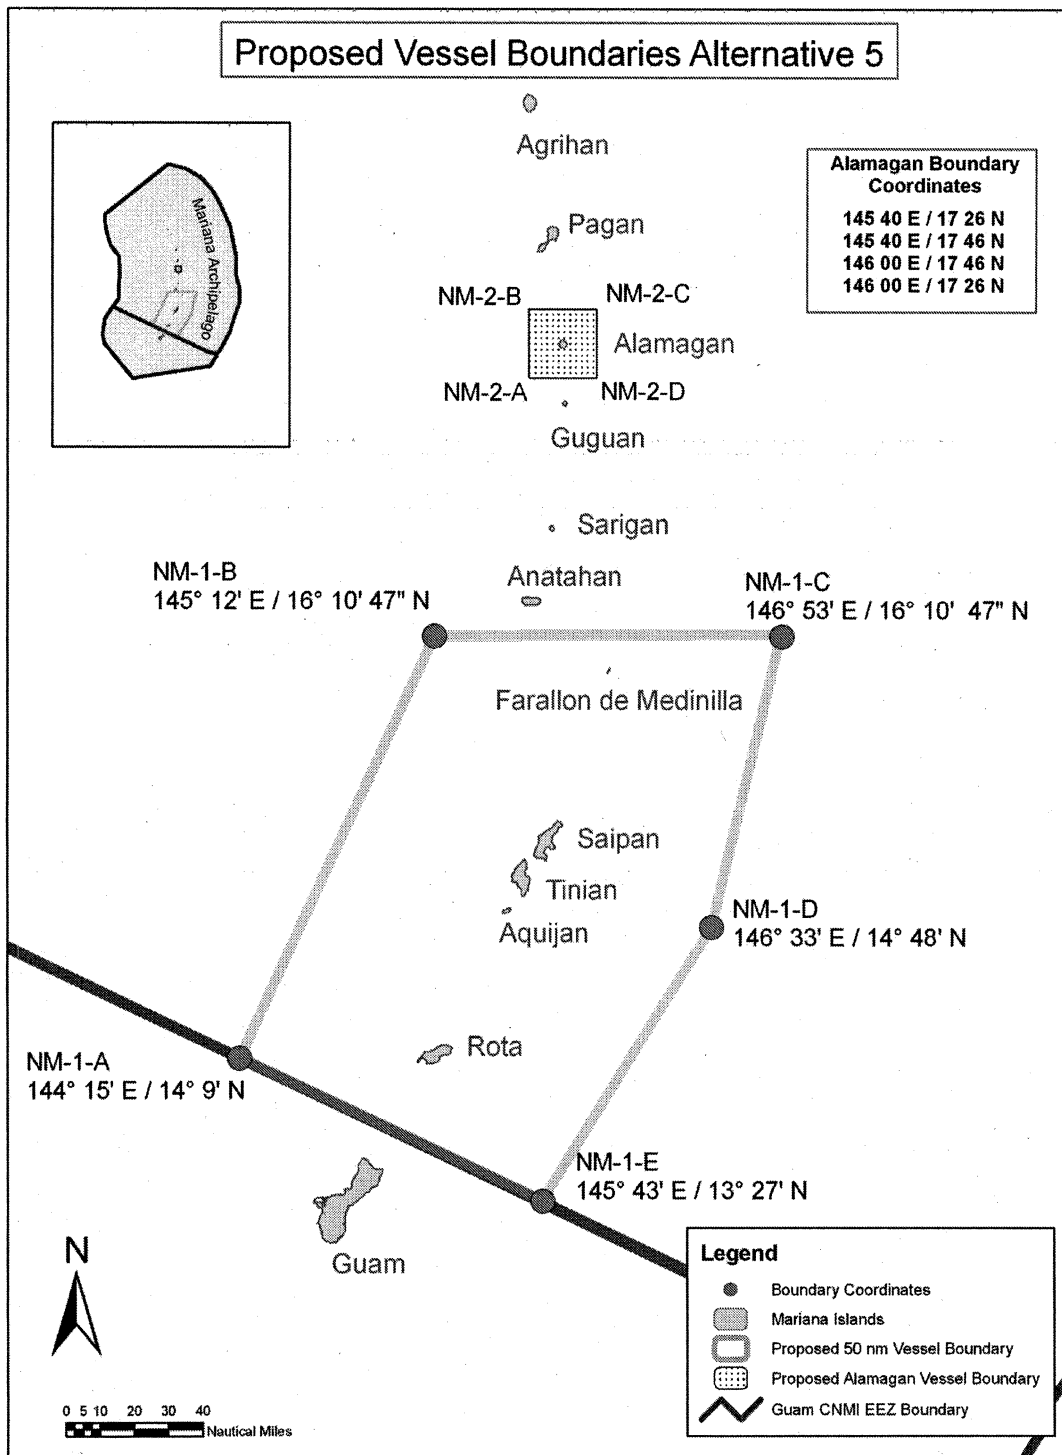 Proposed Vessel Boundaries Alternative 5
Agrihan
Mariana Archipelago
Alamagan Boundary
Coordinates
145 40 E / 17 26 N
145 40 E / 17 46 N
146 00 E / 17 46 N
146 00 E / 17 26 N
Pagan
NM-2-B
NM-2-C
Alamagan
NM-2-A
NM-2-D
Guguan
Sarigan
Anatahan
NM-1-B
145° 12' E / 16° 10' 47" N
NM-1-C
146° 53' E / 16° 10' 47" N
Farallon de Medinilla
Saipan
Tinian
Aquijan
NM-1-D
146° 33' E / 14° 48' N
Rota
NM-1-A
144° 15' E / 14° 9' N
NM-1-E
145° 43' E / 13° 27' N
Guam
N
0 5 10 20 30 40
Nautical Miles
Legend
Boundary Coordinates
Mariana Islands
Proposed 50 nm Vessel Boundary
Proposed Alamagan Vessel Boundary
Guam CNMI EEZ Boundary